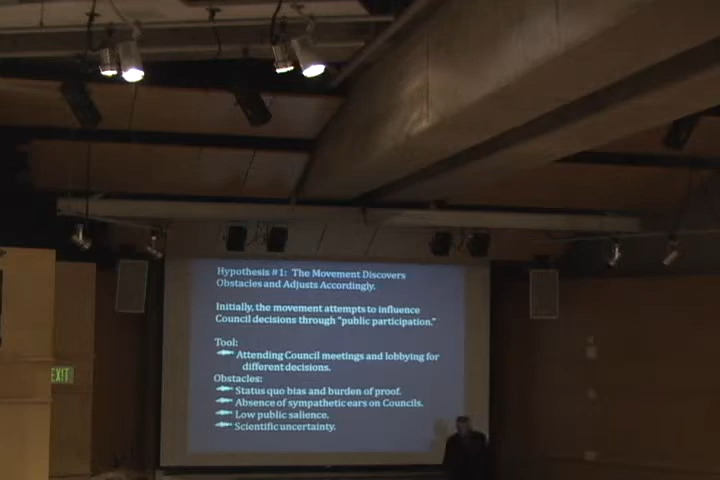 Hypothesis #1: The Movement Discovers
Obstacles and Adjusts Accordingly.
Initially, the movement attempts to influence
Council decisions through "public participation."
Tool:
Attending Council meetings and lobbying for
different decisions.
Obstacles:
Status quo bias and burden of proof.
Absence of sympathetic ears on Councils.
Low public salience.
Scientific uncertainty.
EXIT